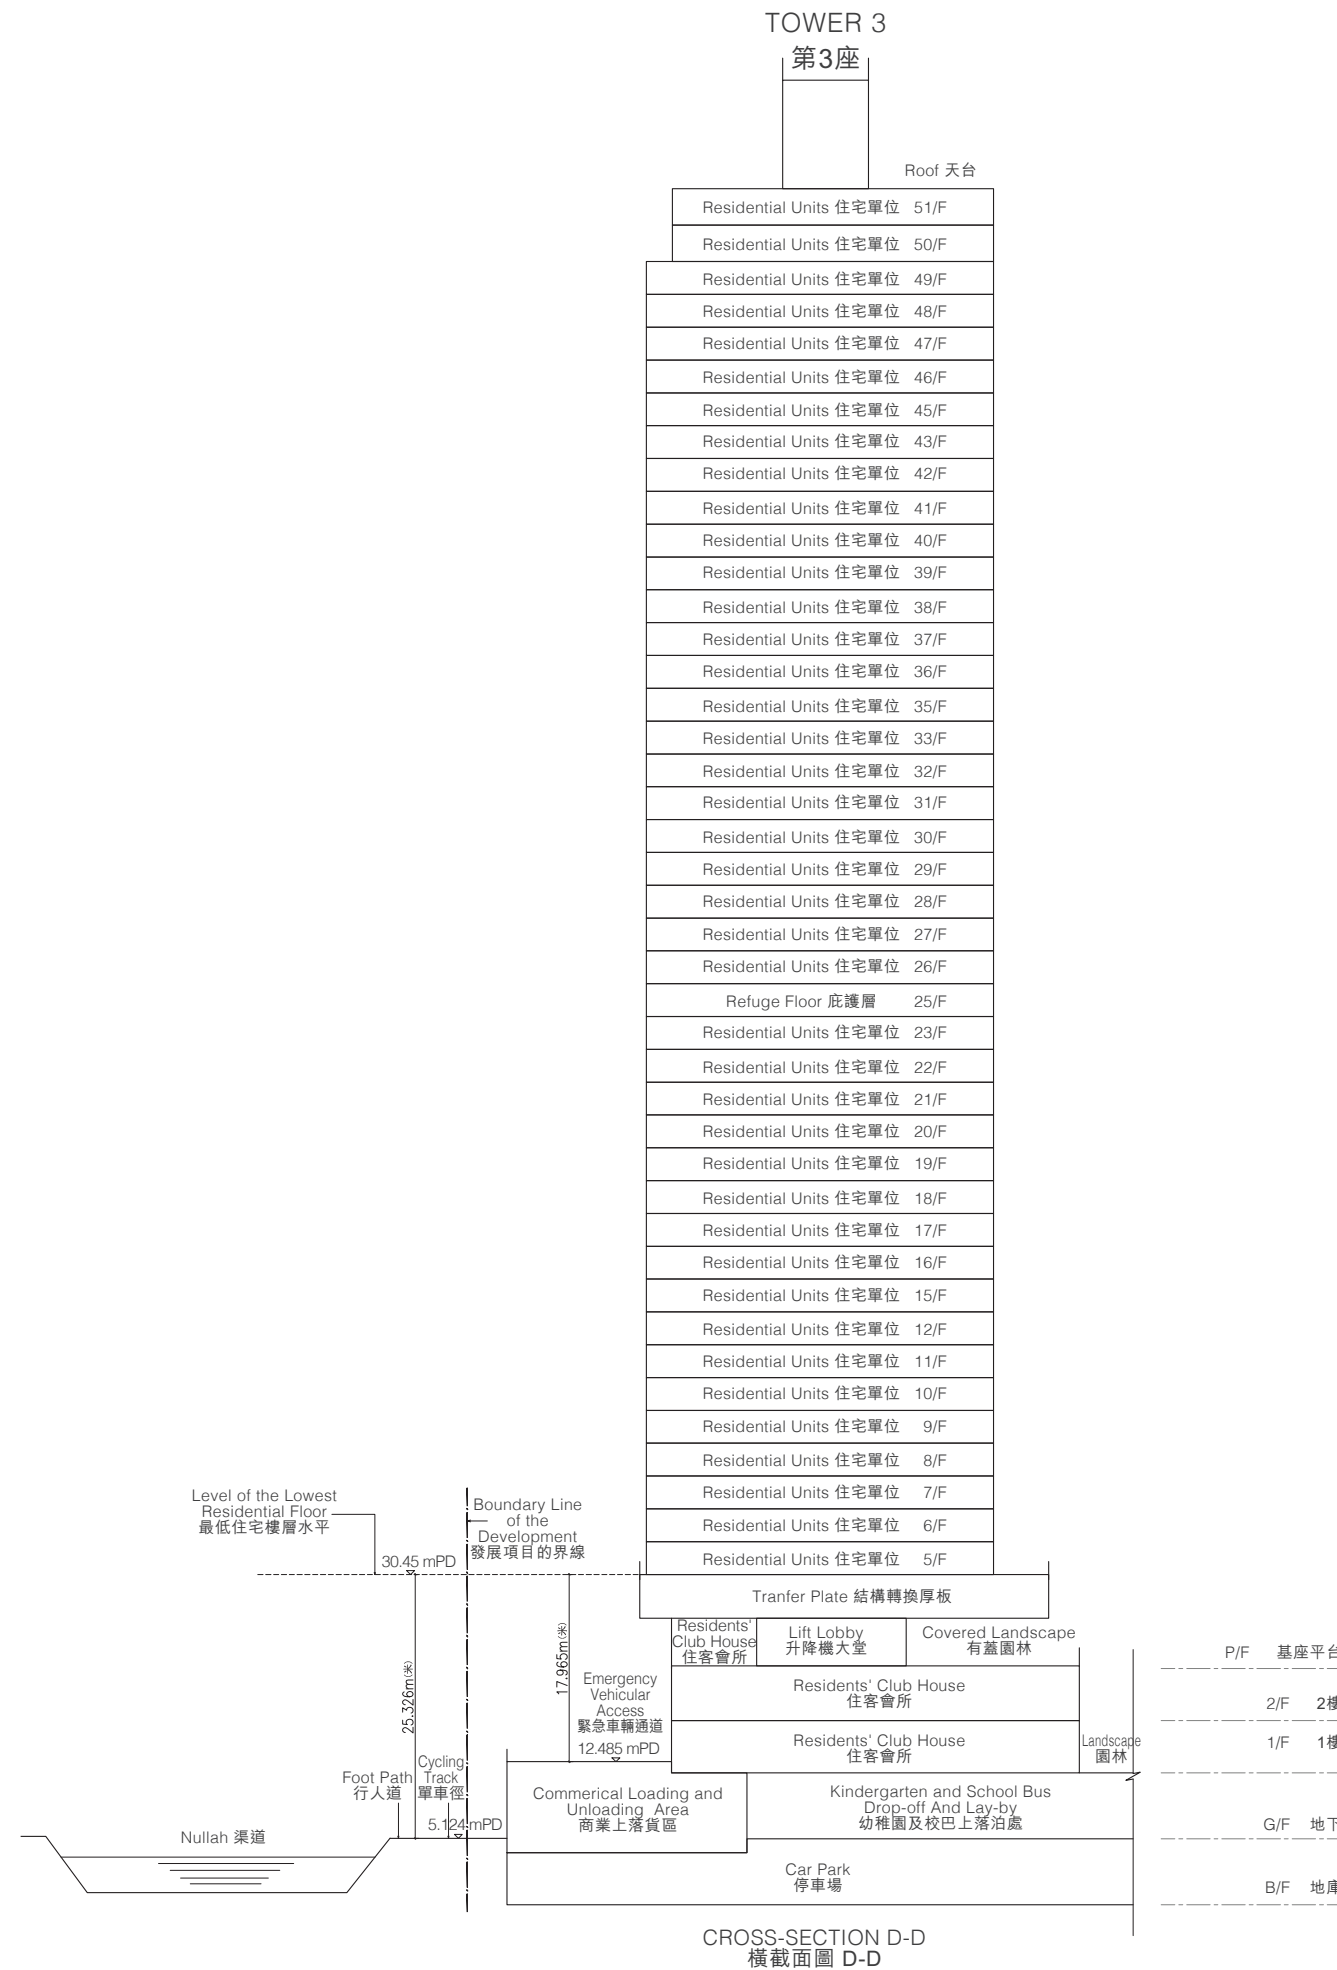 TOWER 3
第3座
Roof 天台
Residential Units 住宅單位 51/F
Residential Units 住宅單位 50/F
Residential Units 住宅單位 49/F
Residential Units 住宅單位 48/F
Residential Units 住宅單位 47/F
Residential Units 住宅單位 46/F
Residential Units 住宅單位 45/F
Residential Units 住宅單位 43/F
Residential Units 住宅單位 42/F
Residential Units 住宅單位 41/F
Residential Units 住宅單位 40/F
Residential Units 住宅單位 39/F
Residential Units 住宅單位 38/F
Residential Units 住宅單位 37/F
Residential Units 住宅單位 36/F
Residential Units 住宅單位 35/F
Residential Units 住宅單位 33/F
Residential Units 住宅單位 32/F
Residential Units 住宅單位 31/F
Residential Units 住宅單位 30/F
Residential Units 住宅單位 29/F
Residential Units 住宅單位 28/F
Residential Units 住宅單位 27/F
Residential Units 住宅單位 26/F
Refuge Floor 庇護層 25/F
Residential Units 住宅單位 23/F
Residential Units 住宅單位 22/F
Residential Units 住宅單位 21/F
Residential Units 住宅單位 20/F
Residential Units 住宅單位 19/F
Residential Units 住宅單位 18/F
Residential Units 住宅單位 17/F
Residential Units 住宅單位 16/F
Residential Units 住宅單位 15/F
Residential Units 住宅單位 12/F
Residential Units 住宅單位 11/F
Residential Units 住宅單位 10/F
Residential Units 住宅單位 9/F
Residential Units 住宅單位 8/F
Residential Units 住宅單位 7/F
Residential Units 住宅單位 6/F
Residential Units 住宅單位 5/F
Level of the Lowest
Residential Floor
最低住宅樓層水平
Boundary Line
of the
Development
發展項目的界線
30.45 mPD
Tranfer Plate 結構轉換厚板
Residents'
Club House
住客會所
Lift Lobby
升降機大堂
Covered Landscape
有蓋園林
P/F 基座平台
25.326m(米)
17.965m(米)
Emergency
Vehicular
Access
緊急車輛通道
12.485 mPD
Residents' Club House
住客會所
2/F 2樓
Residents' Club House
住客會所
Landscape
園林
1/F 1樓
Foot Path
行人道
Cycling
Track
單車徑
5.124 mPD
Commerical Loading and
Unloading Area
商業上落貨區
Kindergarten and School Bus
Drop-off And Lay-by
幼稚園及校巴上落泊處
G/F 地下
Nullah 渠道
Car Park
停車場
B/F 地庫
CROSS-SECTION D-D
橫截面圖 D-D